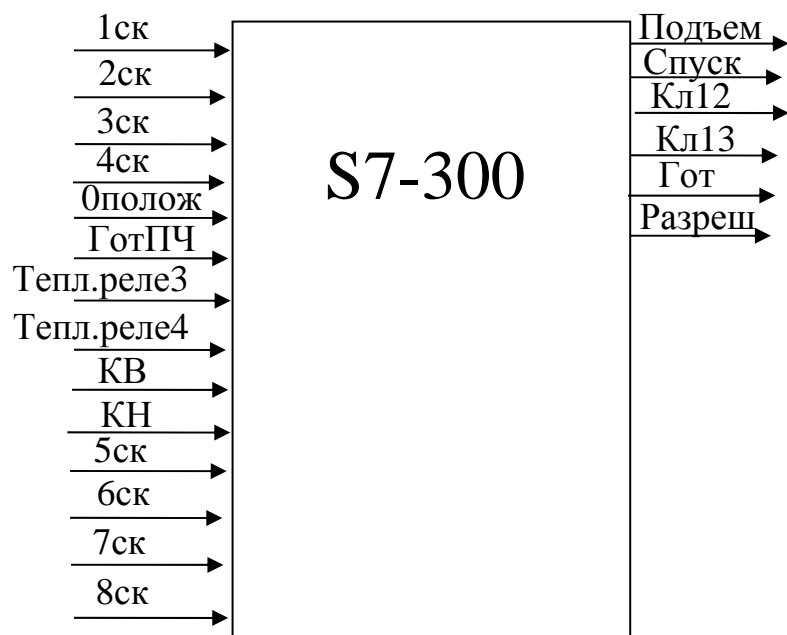 1ск
2ск
3ск
4ск
0полож
ГотПЧ
Тепл.реле3
Тепл.реле4
КВ
КН
5ск
6ск
7ск
8ск
S7-300
Подъем
Спуск
Кл12
Кл13
Гот
Разреш